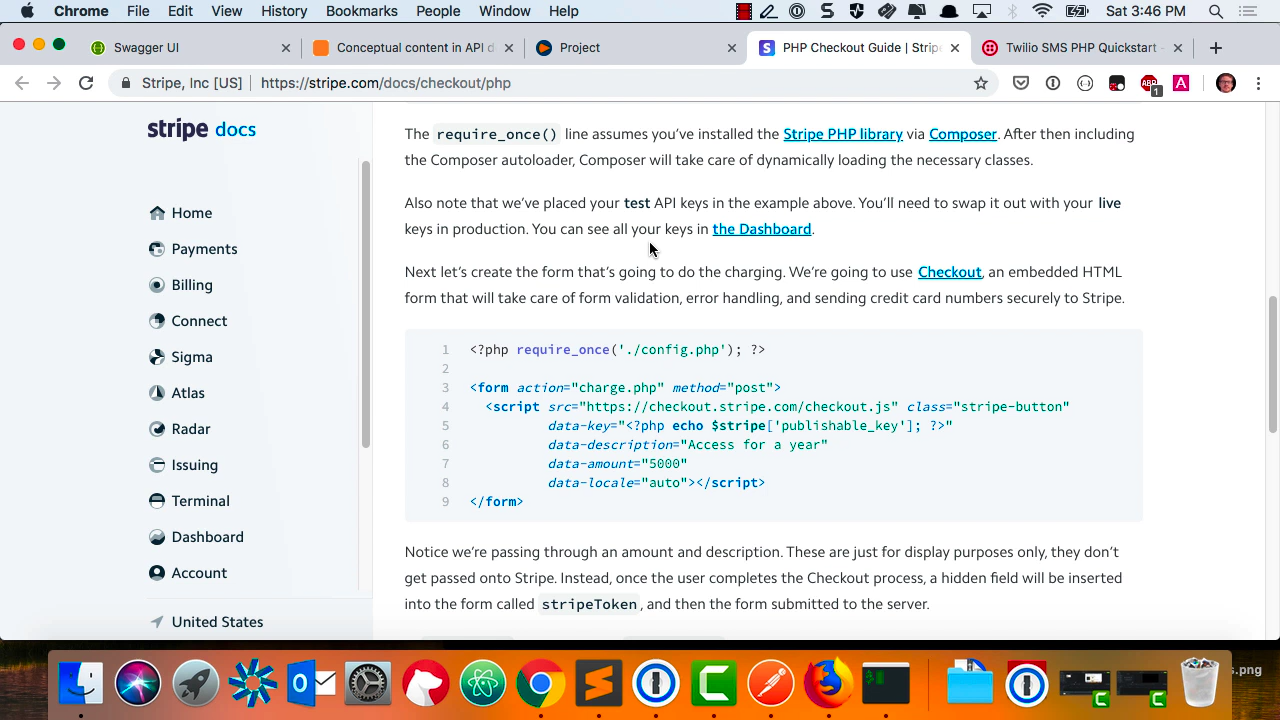 Chrome File Edit View History Bookmarks People Window Help Sat 3:46 PM
Swagger UI
Conceptual content in API d
Project
PHP Checkout Guide | Stripe
Twilio SMS PHP Quickstart -
Stripe, Inc [US] https://stripe.com/docs/checkout/php
ABP
1
A
stripe docs
Home
Payments
Billing
Connect
Sigma
Atlas
Radar
Issuing
Terminal
Dashboard
Account
United States
The require_once() line assumes you’ve installed the Stripe PHP library via Composer. After then including
the Composer autoloader, Composer will take care of dynamically loading the necessary classes.
Also note that we’ve placed your test API keys in the example above. You’ll need to swap it out with your live
keys in production. You can see all your keys in the Dashboard.
Next let’s create the form that’s going to do the charging. We’re going to use Checkout, an embedded HTML
form that will take care of form validation, error handling, and sending credit card numbers securely to Stripe.
1 <?php require_once('./config.php'); ?>
2
3 <form action="charge.php" method="post">
4 <script src="https://checkout.stripe.com/checkout.js" class="stripe-button"
5 data-key="<?php echo $stripe['publishable_key']; ?>"
6 data-description="Access for a year"
7 data-amount="5000"
8 data-locale="auto"></script>
9 </form>
Notice we’re passing through an amount and description. These are just for display purposes only, they don’t
get passed onto Stripe. Instead, once the user completes the Checkout process, a hidden field will be inserted
into the form called stripeToken, and then the form submitted to the server.
s.png